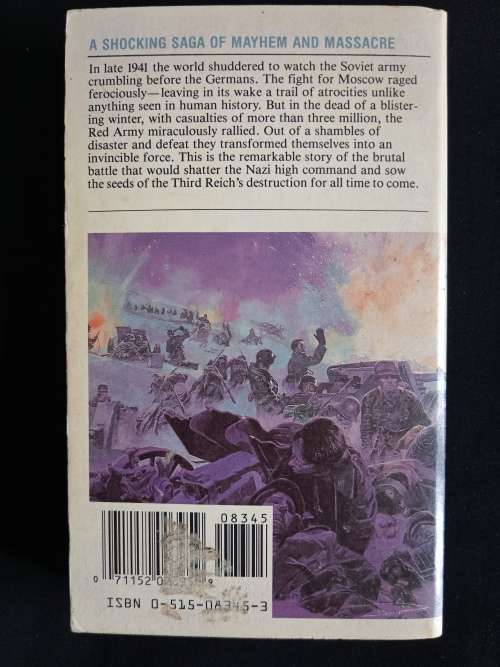 A SHOCKING SAGA OF MAYHEM AND MASSACRE
In late 1941 the world shuddered to watch the Soviet army
crumbling before the Germans. The fight for Moscow raged
ferociously—leaving in its wake a trail of atrocities unlike
anything seen in human history. But in the dead of a blister-
ing winter, with casualties of more than three million, the
Red Army miraculously rallied. Out of a shambles of
disaster and defeat they transformed themselves into an
invincible force. This is the remarkable story of the brutal
battle that would shatter the Nazi high command and sow
the seeds of the Third Reich's destruction for all time to come.
08345
0 71152 9
ISBN 0-515-08345-3